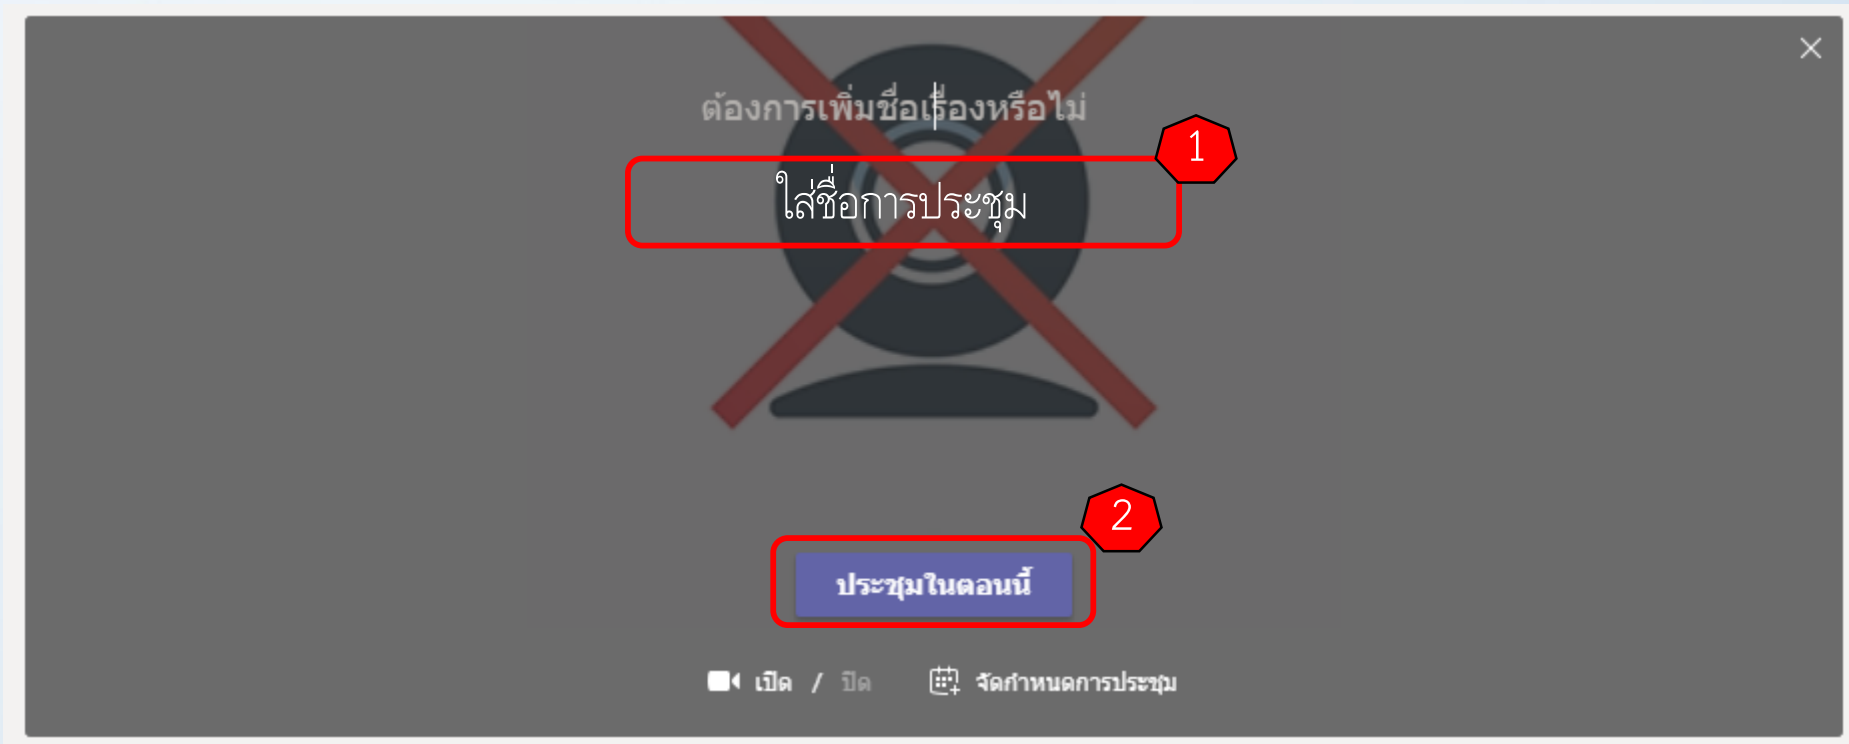 ต้องการเพิ่มชื่อเรื่องหรือไม่
1
ใส่ชื่อการประชุม
2
ประชุมในตอนนี้
เปิด / ปิด จัดกำหนดการประชุม